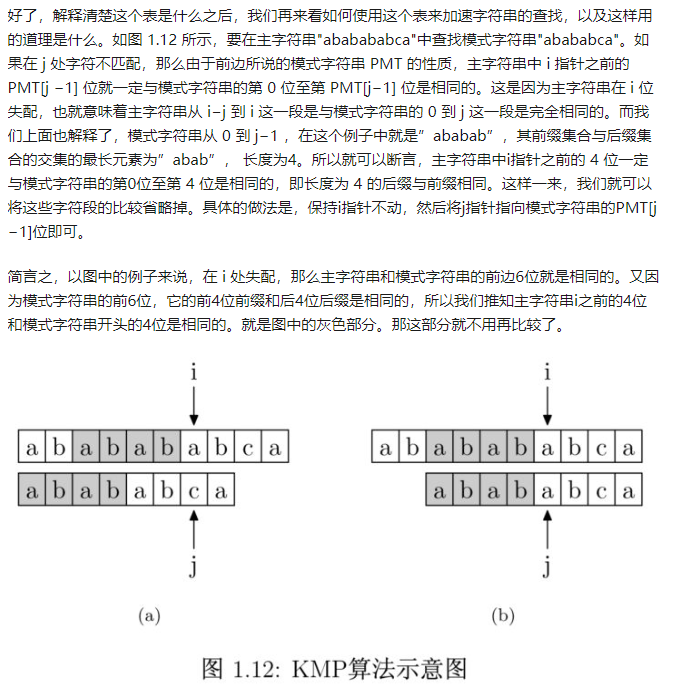 好了，解释清楚这个表是什么之后，我们再来看如何使用这个表来加速字符串的查找，以及这样用
的道理是什么。如图 1.12 所示，要在主字符串"ababababca"中查找模式字符串"abababca"。如
果在 j 处字符不匹配，那么由于前边所说的模式字符串 PMT 的性质，主字符串中 i 指针之前的
PMT[j −1] 位就一定与模式字符串的第 0 位至第 PMT[j−1] 位是相同的。这是因为主字符串在 i 位
失配，也就意味着主字符串从 i−j 到 i 这一段是与模式字符串的 0 到 j 这一段是完全相同的。而我
们上面也解释了，模式字符串从 0 到 j−1 ，在这个例子中就是”ababab”，其前缀集合与后缀集
合的交集的最长元素为”abab”， 长度为4。所以就可以断言，主字符串中i指针之前的 4 位一定
与模式字符串的第0位至第 4 位是相同的，即长度为 4 的后缀与前缀相同。这样一来，我们就可以
将这些字符段的比较省略掉。具体的做法是，保持i指针不动，然后将j指针指向模式字符串的PMT[j
−1]位即可。
简言之，以图中的例子来说，在 i 处失配，那么主字符串和模式字符串的前边6位就是相同的。又因
为模式字符串的前6位，它的前4位前缀和后4位后缀是相同的，所以我们推知主字符串i之前的4位
和模式字符串开头的4位是相同的。就是图中的灰色部分。那这部分就不用再比较了。
i
a b a b a b a b c a
a b a b a b c a
j
(a)
i
a b a b a b a b c a
a b a b a b c a
j
(b)
图 1.12: KMP算法示意图